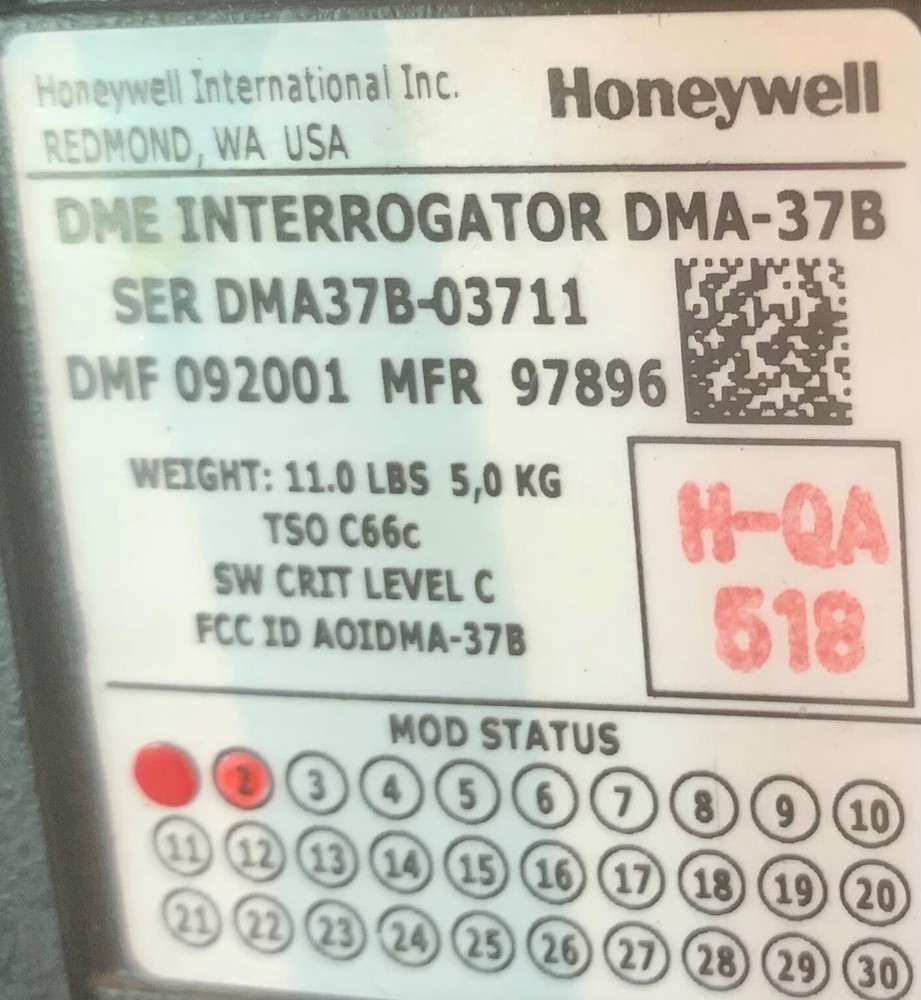 Honeywell International Inc.
REDMOND, WA USA
Honeywell
DME INTERROGATOR DMA-37B
SER DMA37B-03711
DMF 092001 MFR 97896
WEIGHT: 11.0 LBS 5,0 KG
TSO C66c
SW CRIT LEVEL C
FCC ID AOIDMA-37B
H-QA
518
MOD STATUS
2 3 4 5 6 7 8 9 10
11 12 13 14 15 16 17 18 19 20
21 22 23 24 25 26 27 28 29 30